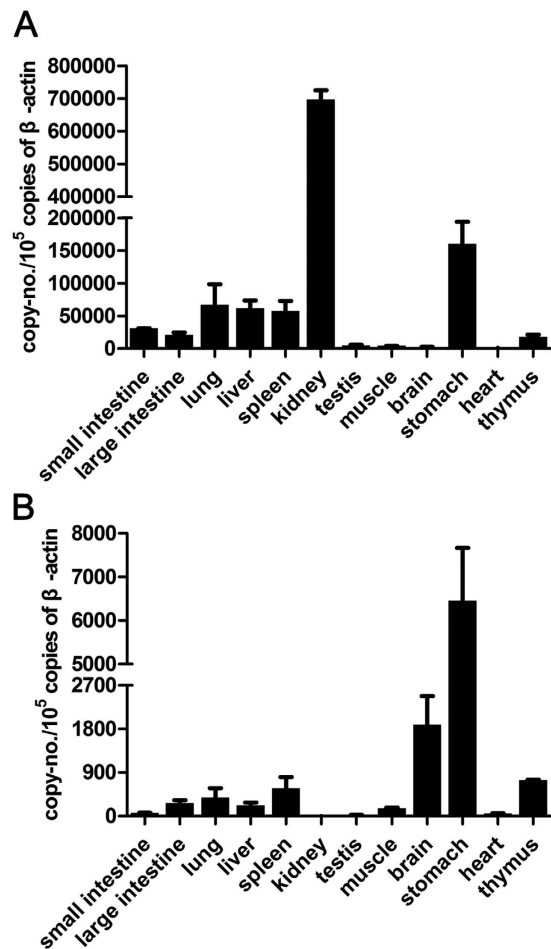 A
copy-no./10⁵ copies of β -actin
800000
700000
600000
500000
400000
300000
200000
200000
150000
100000
50000
0
small intestine
large intestine
lung
liver
spleen
kidney
testis
muscle
brain
stomach
heart
thymus
B
copy-no./10⁵ copies of β -actin
8000
7000
6000
5000
2700
1800
900
0
small intestine
large intestine
lung
liver
spleen
kidney
testis
muscle
brain
stomach
heart
thymus